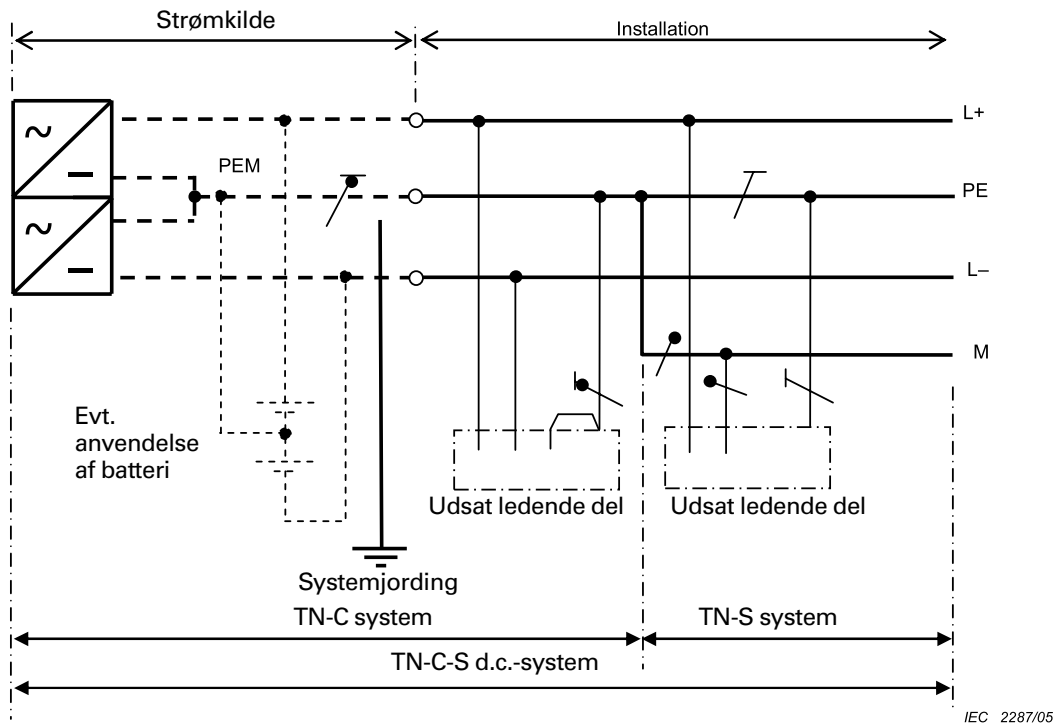 Strømkilde
Installation
L+
PEM
PE
L–
M
Evt.
anvendelse
af batteri
Udsat ledende del
Udsat ledende del
Systemjording
TN-C system
TN-S system
TN-C-S d.c.-system
IEC 2287/05